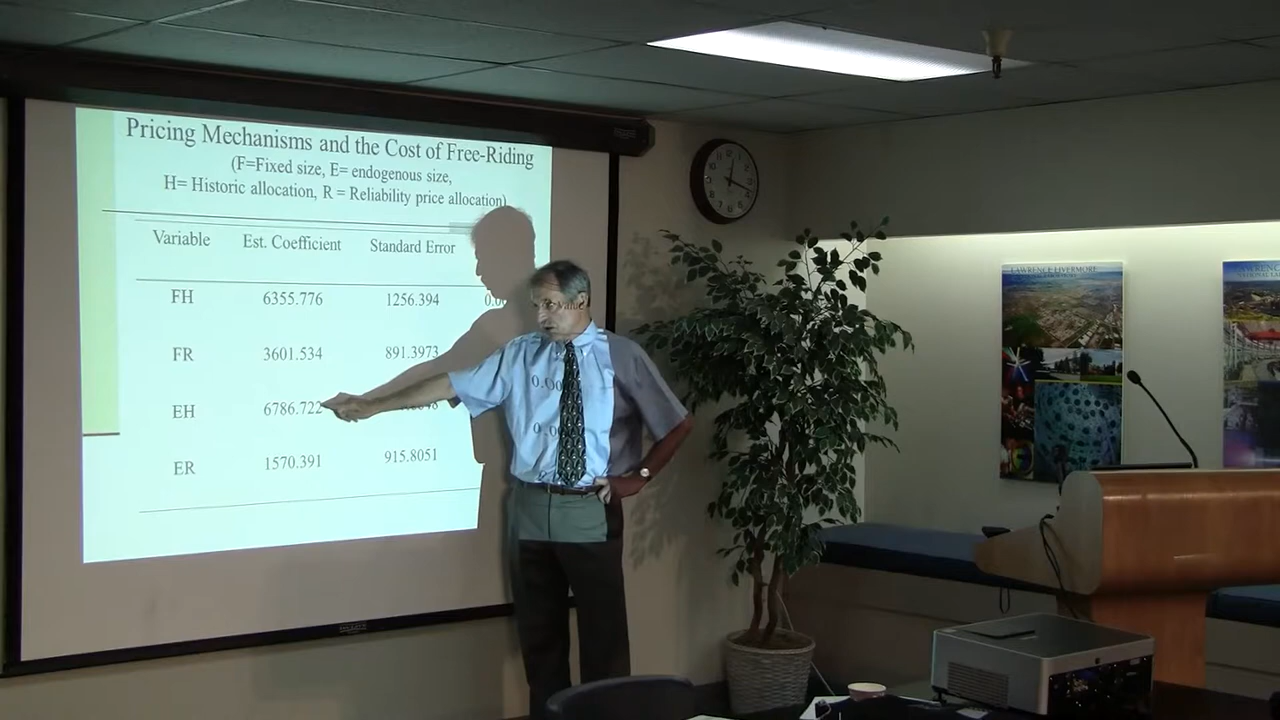 Pricing Mechanisms and the Cost of Free-Riding
(F=Fixed size, E= endogenous size,
H= Historic allocation, R = Reliability price allocation)
Variable Est. Coefficient Standard Error
FH 6355.776 1256.394
FR 3601.534 891.3973
EH 6786.722
ER 1570.391 915.8051
LAWRENCE LIVERMORE